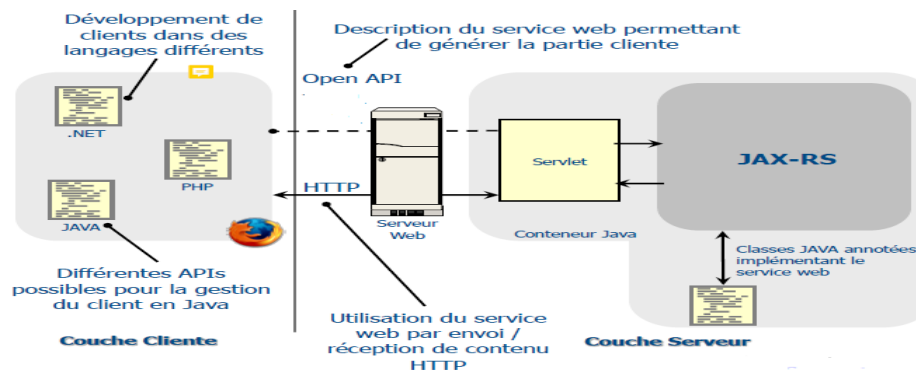 Développement de
clients dans des
langages différents
Description du service web permettant
de générer la partie cliente
Open API
.NET
PHP
JAVA
HTTP
Serveur
Web
Servlet
JAX-RS
Conteneur Java
Classes JAVA annotées
implémentant le
service web
Différentes APIs
possibles pour la gestion
du client en Java
Utilisation du service
web par envoi /
réception de contenu
HTTP
Couche Cliente
Couche Serveur